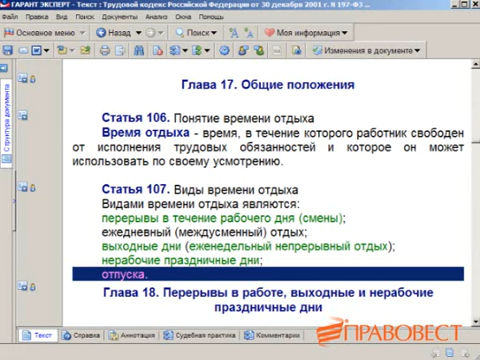 ГАРАНТ ЭКСПЕРТ - Текст : Трудовой кодекс Российской Федерации от 30 декабря 2001 г. N 197-ФЗ ...
Файл Правка Вид Поиск Документы Анализ Окна Помощь
Основное меню Назад Поиск Моя информация
Изменения в документе
Структура документа
Глава 17. Общие положения
Статья 106. Понятие времени отдыха
Время отдыха - время, в течение которого работник свободен
от исполнения трудовых обязанностей и которое он может
использовать по своему усмотрению.
Статья 107. Виды времени отдыха
Видами времени отдыха являются:
перерывы в течение рабочего дня (смены);
ежедневный (междусменный) отдых;
выходные дни (еженедельный непрерывный отдых);
нерабочие праздничные дни;
отпуска.
Глава 18. Перерывы в работе, выходные и нерабочие
праздничные дни
Текст Справка Аннотация Судебная практика Комментарии
ПРАВОВЕСТ